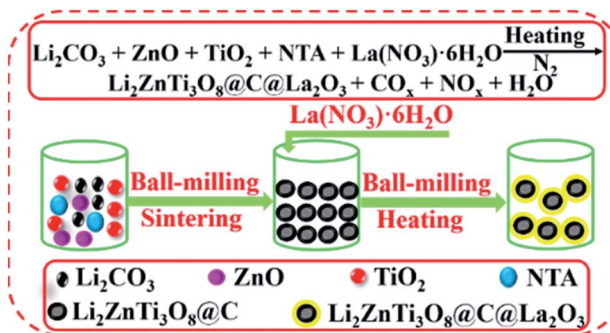 Li₂CO₃ + ZnO + TiO₂ + NTA + La(NO₃)·6H₂O Heating
N₂
Li₂ZnTi₃O₈@C@La₂O₃ + COₓ + NOₓ + H₂O
La(NO₃)·6H₂O
Ball-milling Ball-milling
Sintering Heating
Li₂CO₃ ZnO TiO₂ NTA
Li₂ZnTi₃O₈@C Li₂ZnTi₃O₈@C@La₂O₃